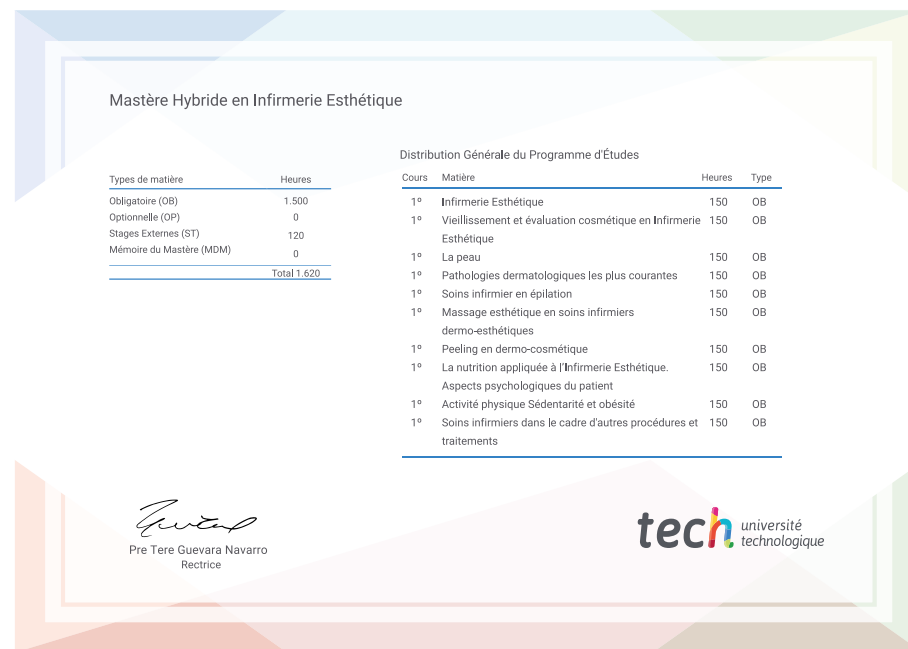 Mastère Hybride en Infirmerie Esthétique
Types de matière Heures
Obligatoire (OB) 1.500
Optionnelle (OP) 0
Stages Externes (ST) 120
Mémoire du Mastère (MDM) 0
Total 1.620
Distribution Générale du Programme d'Études
Cours Matière Heures Type
1º Infirmerie Esthétique 150 OB
1º Vieillissement et évaluation cosmétique en Infirmerie 150 OB
Esthétique
1º La peau 150 OB
1º Pathologies dermatologiques les plus courantes 150 OB
1º Soins infirmier en épilation 150 OB
1º Massage esthétique en soins infirmiers 150 OB
dermo-esthétiques
1º Peeling en dermo-cosmétique 150 OB
1º La nutrition appliquée à l'Infirmerie Esthétique. 150 OB
Aspects psychologiques du patient
1º Activité physique Sédentarité et obésité 150 OB
1º Soins infirmiers dans le cadre d'autres procédures et 150 OB
traitements
Pre Tere Guevara Navarro
Rectrice
tech université
technologique